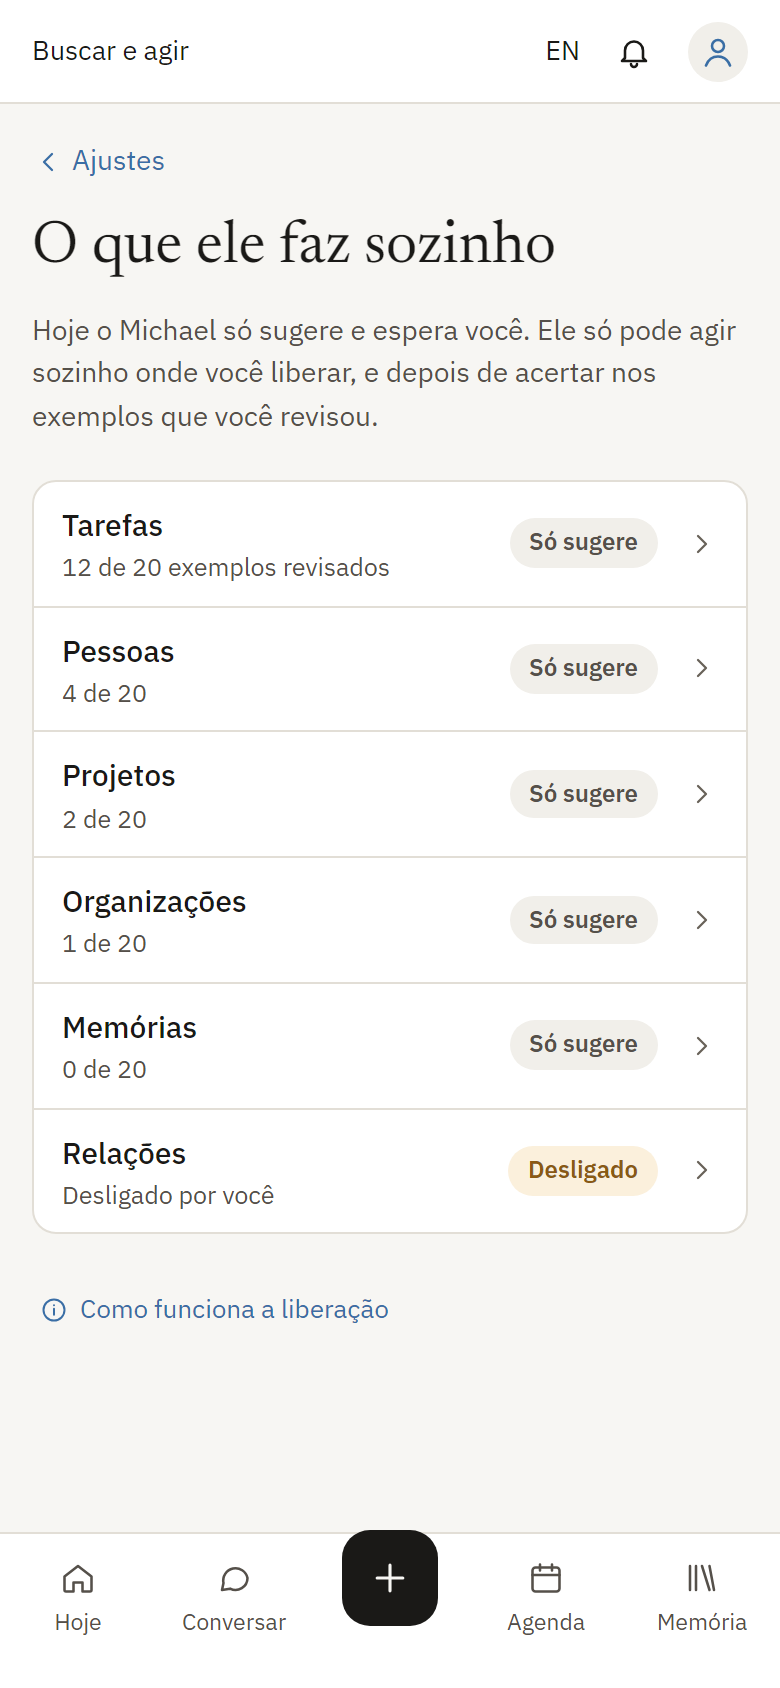 Buscar e agir
EN
Ajustes
O que ele faz sozinho
Hoje o Michael só sugere e espera você. Ele só pode agir
sozinho onde você liberar, e depois de acertar nos
exemplos que você revisou.
Tarefas
Só sugere
12 de 20 exemplos revisados
Pessoas
Só sugere
4 de 20
Projetos
Só sugere
2 de 20
Organizações
Só sugere
1 de 20
Memórias
Só sugere
0 de 20
Relações
Desligado
Desligado por você
Como funciona a liberação
Hoje
Conversar
Agenda
Memória